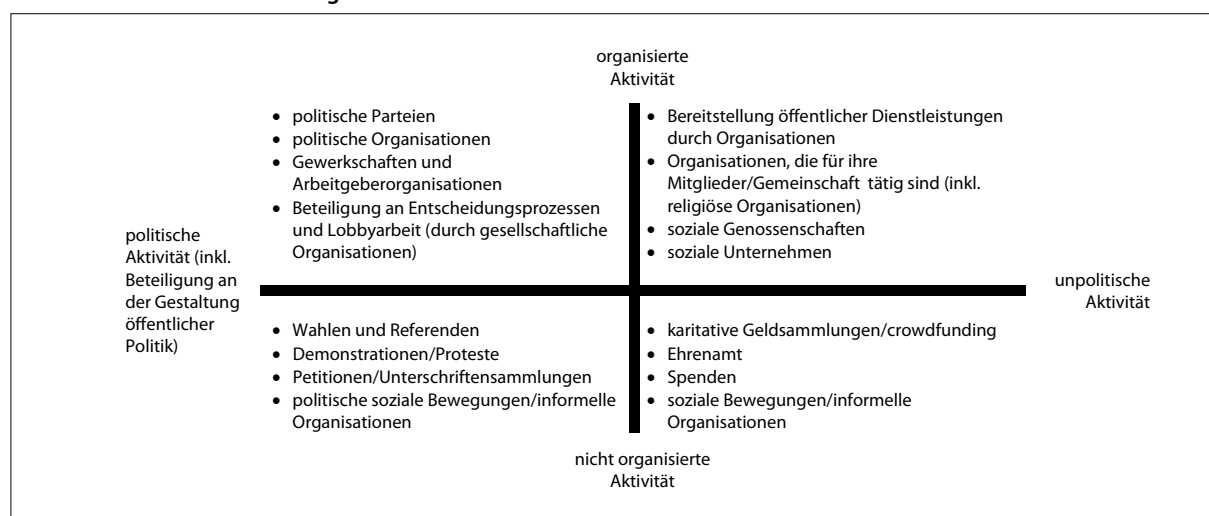 organisierte
Aktivität
• politische Parteien
• politische Organisationen
• Gewerkschaften und
Arbeitgeberorganisationen
• Beteiligung an Entscheidungsprozessen
und Lobbyarbeit (durch gesellschaftliche
Organisationen)
• Bereitstellung öffentlicher Dienstleistungen
durch Organisationen
• Organisationen, die für ihre
Mitglieder/Gemeinschaft tätig sind (inkl.
religiöse Organisationen)
• soziale Genossenschaften
• soziale Unternehmen
politische
Aktivität (inkl.
Beteiligung an
der Gestaltung
öffentlicher
Politik)
unpolitische
Aktivität
• Wahlen und Referenden
• Demonstrationen/Proteste
• Petitionen/Unterschriftensammlungen
• politische soziale Bewegungen/informelle
Organisationen
• karitative Geldsammlungen/crowdfunding
• Ehrenamt
• Spenden
• soziale Bewegungen/informelle
Organisationen
nicht organisierte
Aktivität